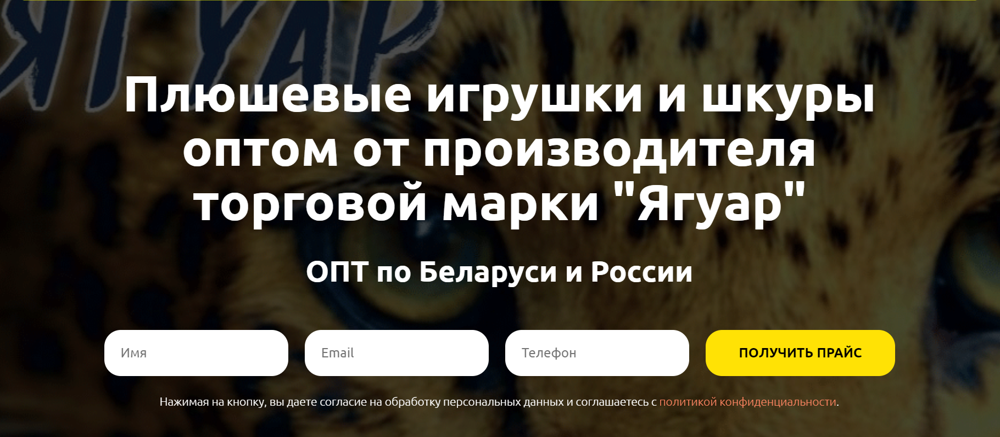 ЯГУАР
Плюшевые игрушки и шкуры
оптом от производителя
торговой марки "Ягуар"
ОПТ по Беларуси и России
Имя
Email
Телефон
ПОЛУЧИТЬ ПРАЙС
Нажимая на кнопку, вы даете согласие на обработку персональных данных и соглашаетесь с политикой конфиденциальности.